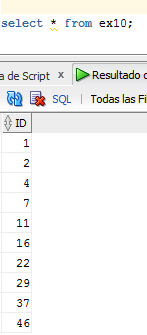 select * from ex10;
a de Script x Resultado
SQL | Todas las Fi
ID
1
2
4
7
11
16
22
29
37
46